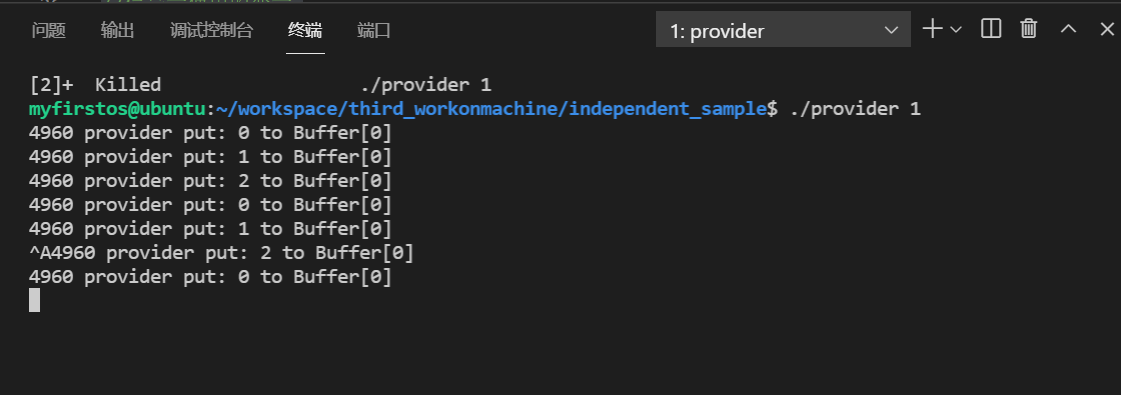 问题 输出 调试控制台 终端 端口 1: provider
[2]+ Killed ./provider 1
myfirstos@ubuntu:~/workspace/third_workonmachine/independent_sample$ ./provider 1
4960 provider put: 0 to Buffer[0]
4960 provider put: 1 to Buffer[0]
4960 provider put: 2 to Buffer[0]
4960 provider put: 0 to Buffer[0]
4960 provider put: 1 to Buffer[0]
^A4960 provider put: 2 to Buffer[0]
4960 provider put: 0 to Buffer[0]